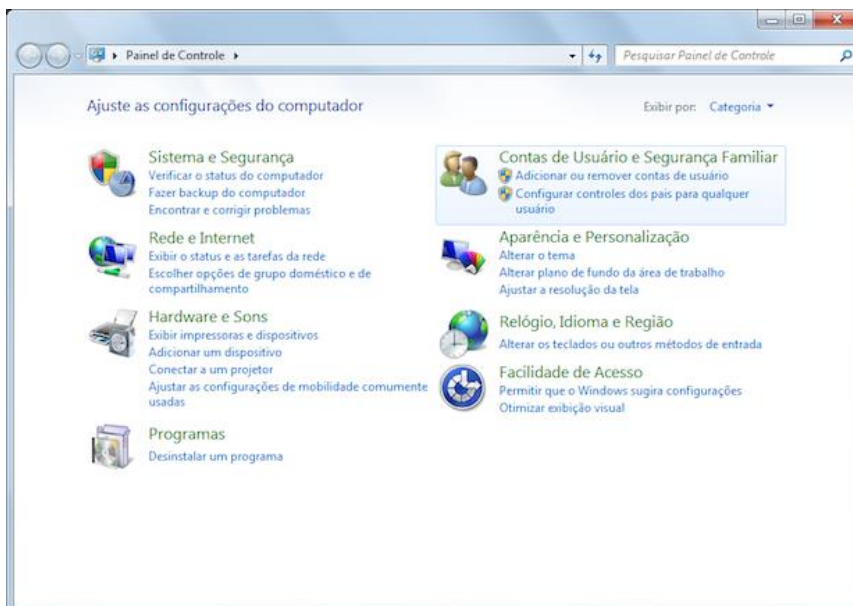 Painel de Controle
Pesquisar Painel de Controle
Ajuste as configurações do computador
Exibir por: Categoria
Sistema e Segurança
Verificar o status do computador
Fazer backup do computador
Encontrar e corrigir problemas
Rede e Internet
Exibir o status e as tarefas da rede
Escolher opções de grupo doméstico e de
compartilhamento
Hardware e Sons
Exibir impressoras e dispositivos
Adicionar um dispositivo
Conectar a um projetor
Ajustar as configurações de mobilidade comumente
usadas
Programas
Desinstalar um programa
Contas de Usuário e Segurança Familiar
Adicionar ou remover contas de usuário
Configurar controles dos pais para qualquer
usuário
Aparência e Personalização
Alterar o tema
Alterar plano de fundo da área de trabalho
Ajustar a resolução da tela
Relógio, Idioma e Região
Alterar os teclados ou outros métodos de entrada
Facilidade de Acesso
Permitir que o Windows sugira configurações
Otimizar exibição visual